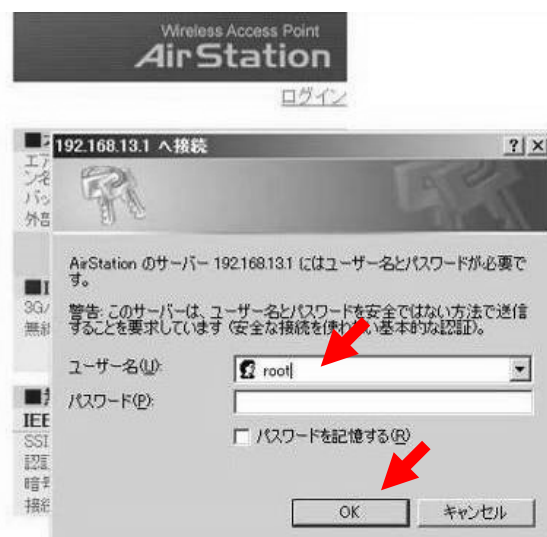 Wireless Access Point
AirStation
ログイン
192.168.13.1 へ接続
AirStation のサーバー 192.168.13.1 にはユーザー名とパスワードが必要で
す。
警告: このサーバーは、ユーザー名とパスワードを安全ではない方法で送信
することを要求しています (安全な接続を使わない基本的な認証)。
ユーザー名(U):
root
パスワード(P):
パスワードを記憶する(R)
OK
キャンセル
外部
3G/
無線
IEE
SSI
認証
暗号
接続